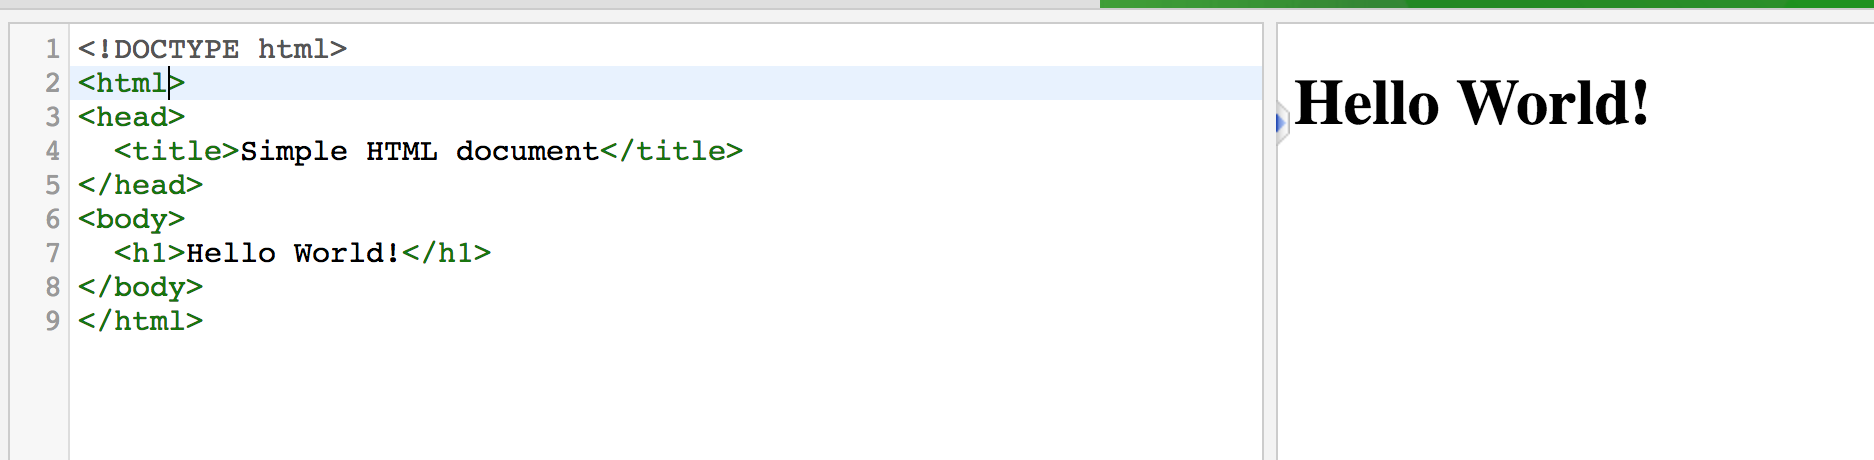 1 <!DOCTYPE html>
2 <html>
3 <head>
4   <title>Simple HTML document</title>
5 </head>
6 <body>
7   <h1>Hello World!</h1>
8 </body>
9 </html>
Hello World!